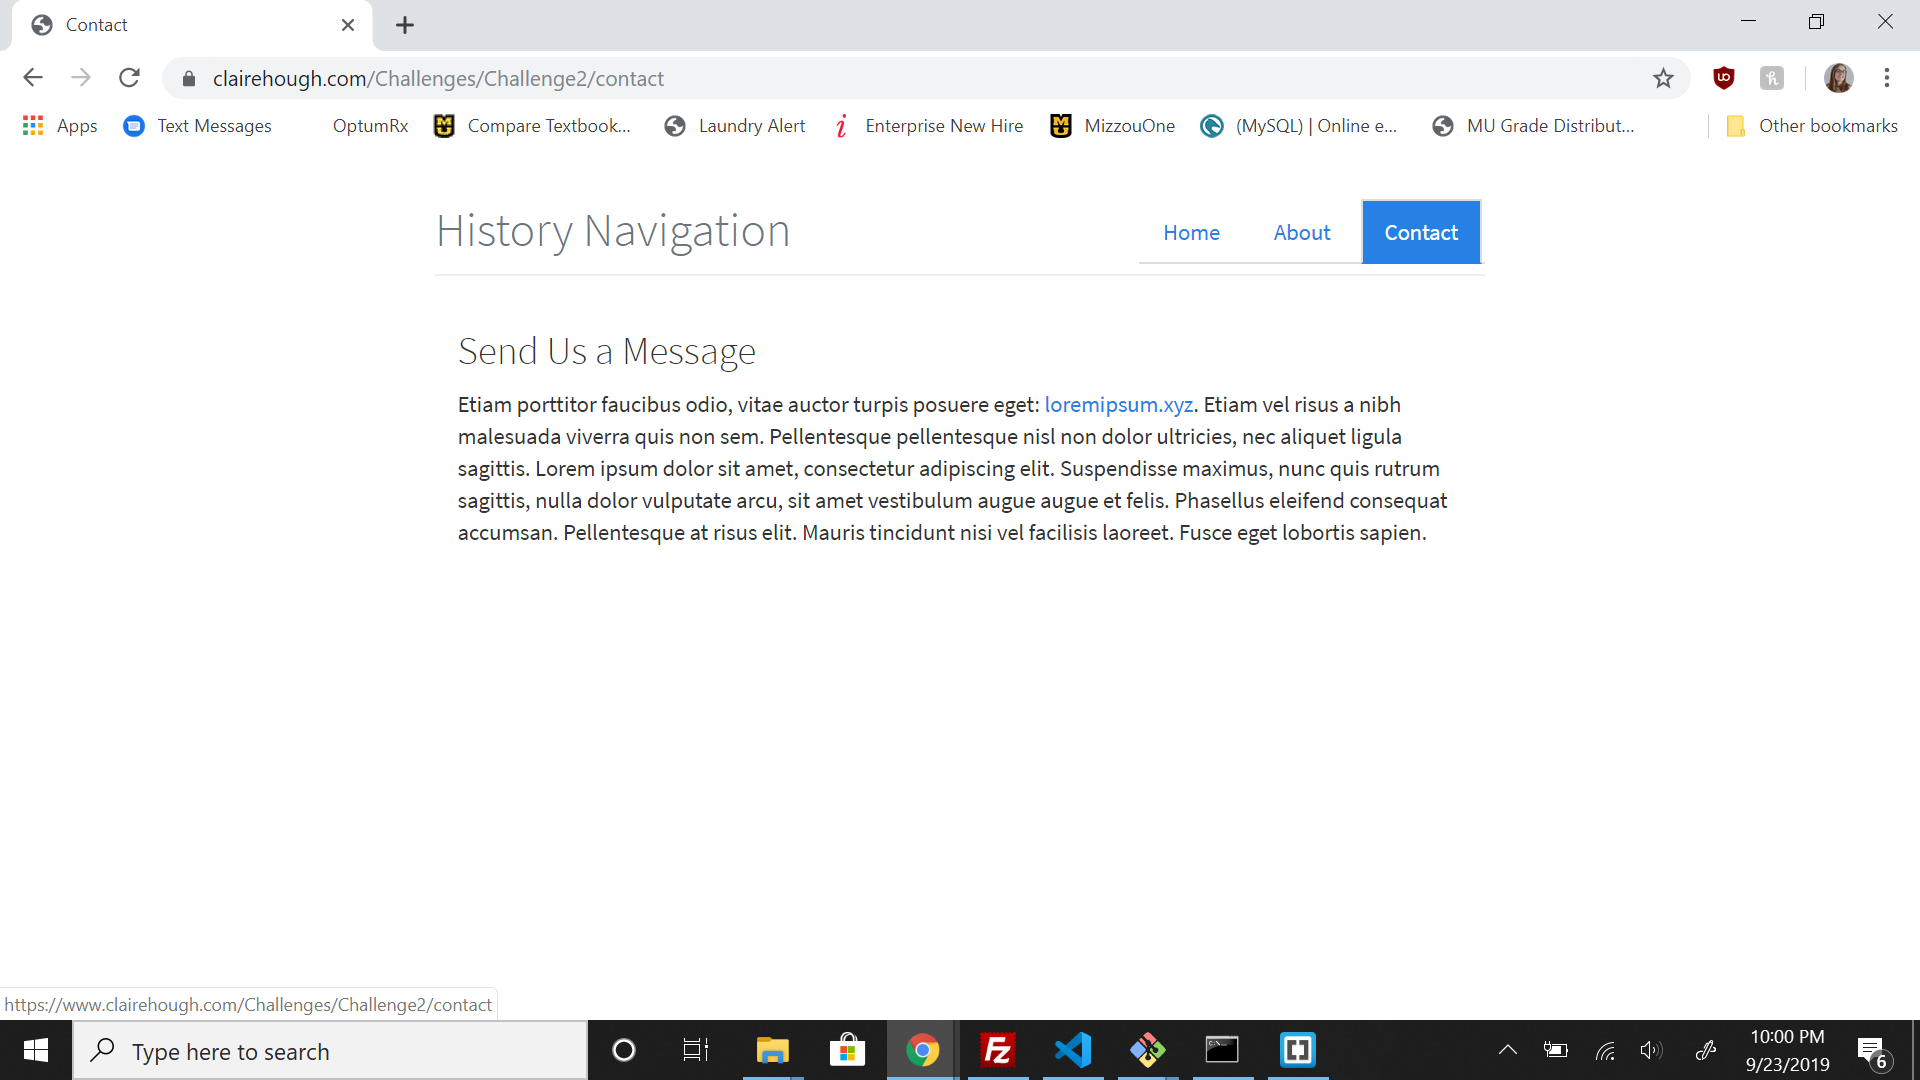 Contact
clairehough.com/Challenges/Challenge2/contact
Apps Text Messages OptumRx Compare Textbook... Laundry Alert Enterprise New Hire MizzouOne (MySQL) | Online e... MU Grade Distribut... Other bookmarks
History Navigation
Home About Contact
Send Us a Message
Etiam porttitor faucibus odio, vitae auctor turpis posuere eget: loremipsum.xyz. Etiam vel risus a nibh
malesuada viverra quis non sem. Pellentesque pellentesque nisl non dolor ultricies, nec aliquet ligula
sagittis. Lorem ipsum dolor sit amet, consectetur adipiscing elit. Suspendisse maximus, nunc quis rutrum
sagittis, nulla dolor vulputate arcu, sit amet vestibulum augue augue et felis. Phasellus eleifend consequat
accumsan. Pellentesque at risus elit. Mauris tincidunt nisi vel facilisis laoreet. Fusce eget lobortis sapien.
https://www.clairehough.com/Challenges/Challenge2/contact
Type here to search
10:00 PM
9/23/2019
6